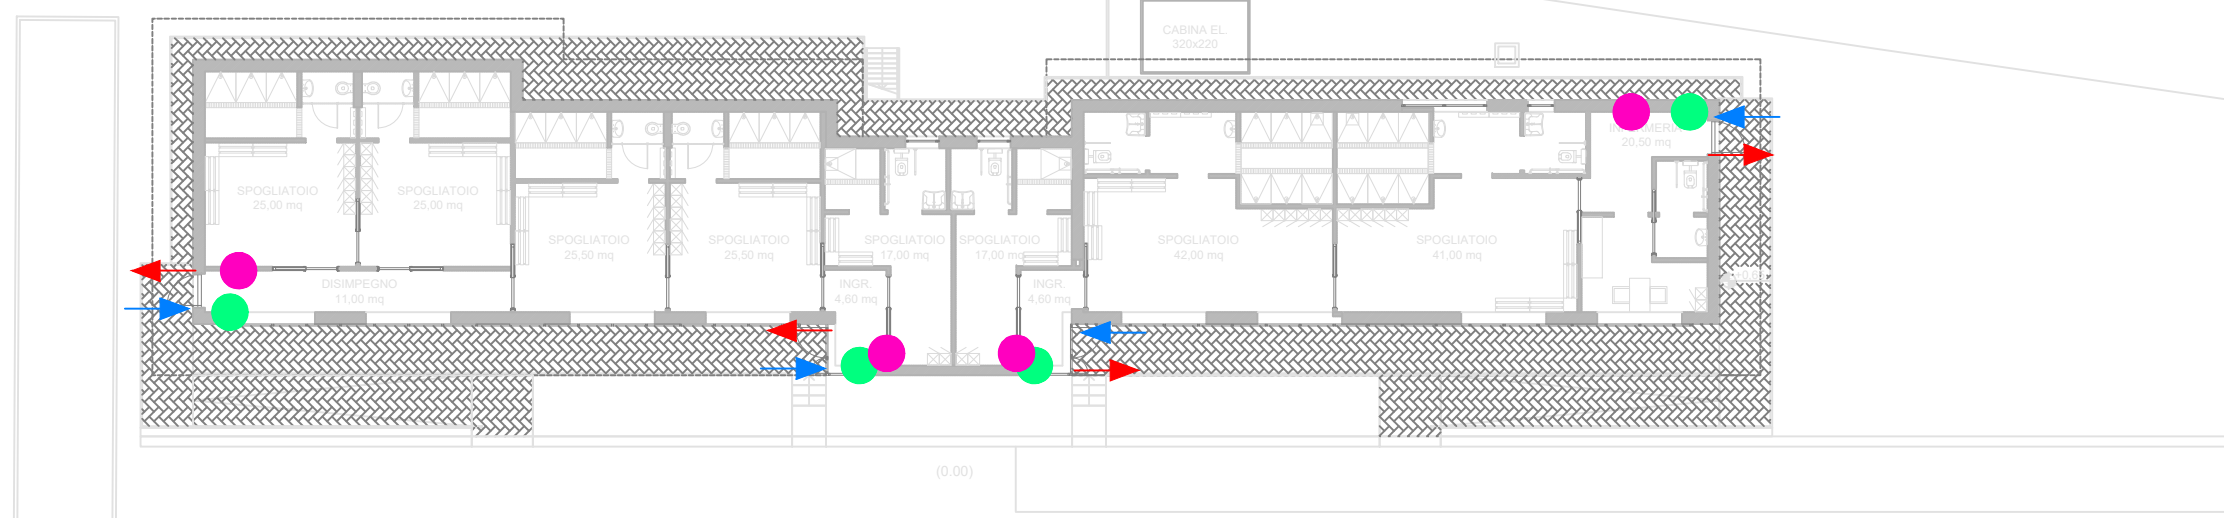 CABINA EL.
320x220
INFERMERIA
20,50 mq
SPOGLIATOIO
25,00 mq
SPOGLIATOIO
25,00 mq
SPOGLIATOIO
25,50 mq
SPOGLIATOIO
25,50 mq
SPOGLIATOIO
17,00 mq
SPOGLIATOIO
17,00 mq
SPOGLIATOIO
42,00 mq
SPOGLIATOIO
41,00 mq
DISIMPEGNO
11,00 mq
INGR.
4,60 mq
INGR.
4,60 mq
(0.00)